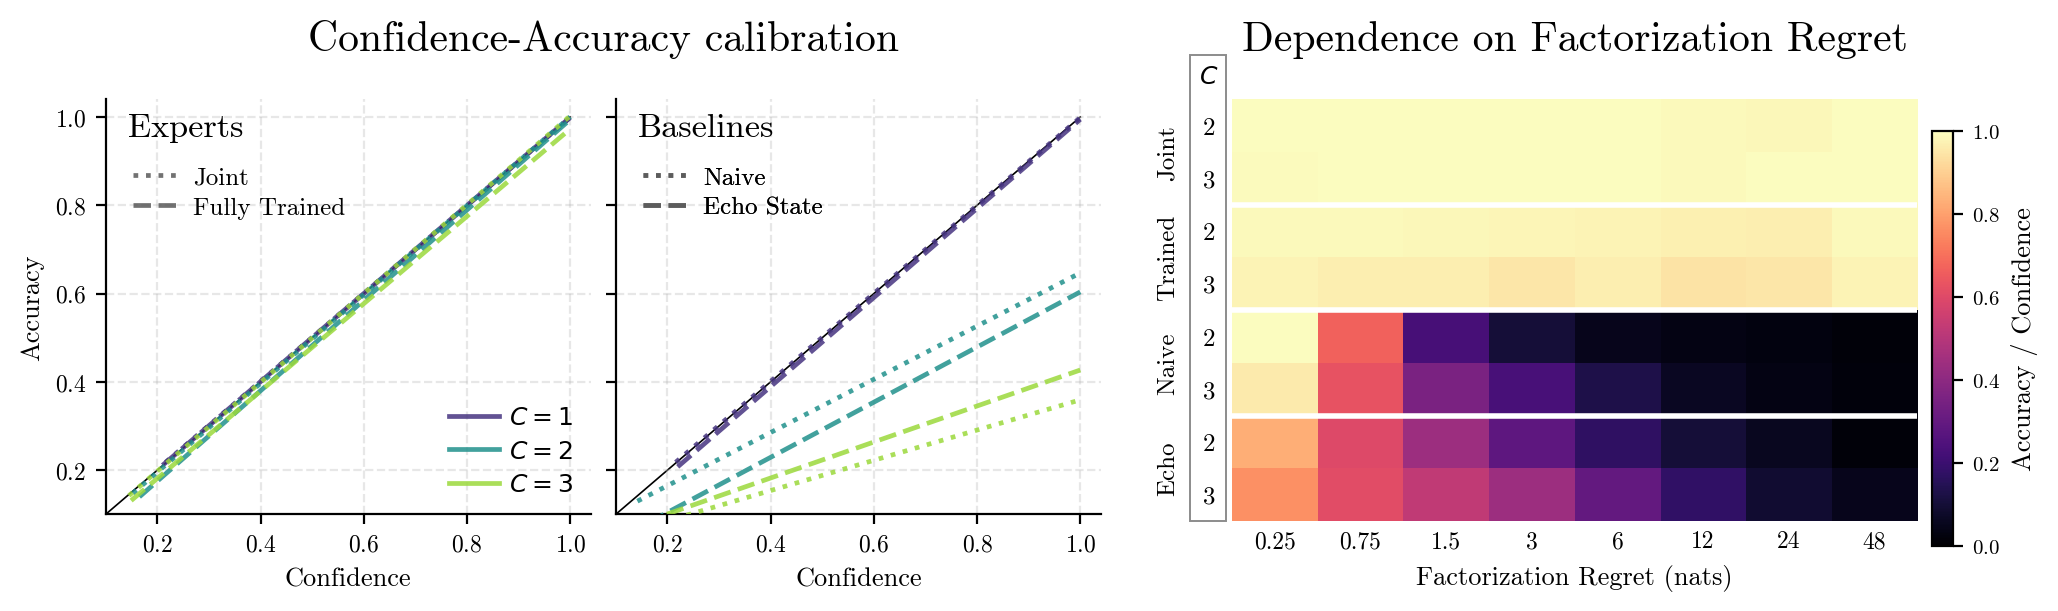 Confidence-Accuracy calibration
Experts
Joint
Fully Trained
C = 1
C = 2
C = 3
Accuracy
1.0
0.8
0.6
0.4
0.2
0.2 0.4 0.6 0.8 1.0
Confidence
Baselines
Naive
Echo State
0.2 0.4 0.6 0.8 1.0
Confidence
Dependence on Factorization Regret
C
Joint
2
3
Trained
2
3
Naive
2
3
Echo
2
3
0.25 0.75 1.5 3 6 12 24 48
Factorization Regret (nats)
1.0
0.8
0.6
0.4
0.2
0.0
Accuracy / Confidence